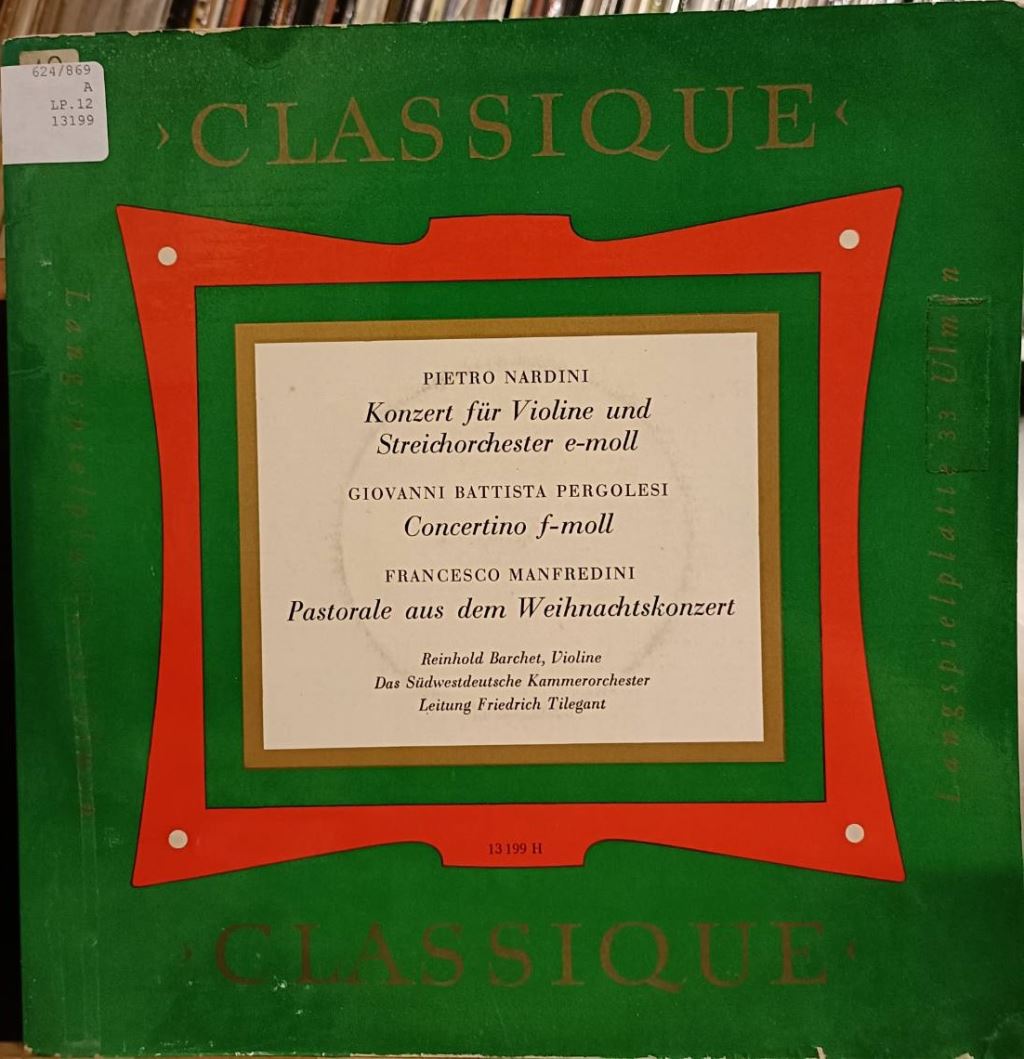 624/869
A
LP.12
13199
›CLASSIQUE‹
PIETRO NARDINI
Konzert für Violine und
Streichorchester e-moll
GIOVANNI BATTISTA PERGOLESI
Concertino f-moll
FRANCESCO MANFREDINI
Pastorale aus dem Weihnachtskonzert
Reinhold Barchet, Violine
Das Südwestdeutsche Kammerorchester
Leitung Friedrich Tilegant
13 199 H
›CLASSIQUE‹
Langspielplatte
Langspielplatte 33 U/min